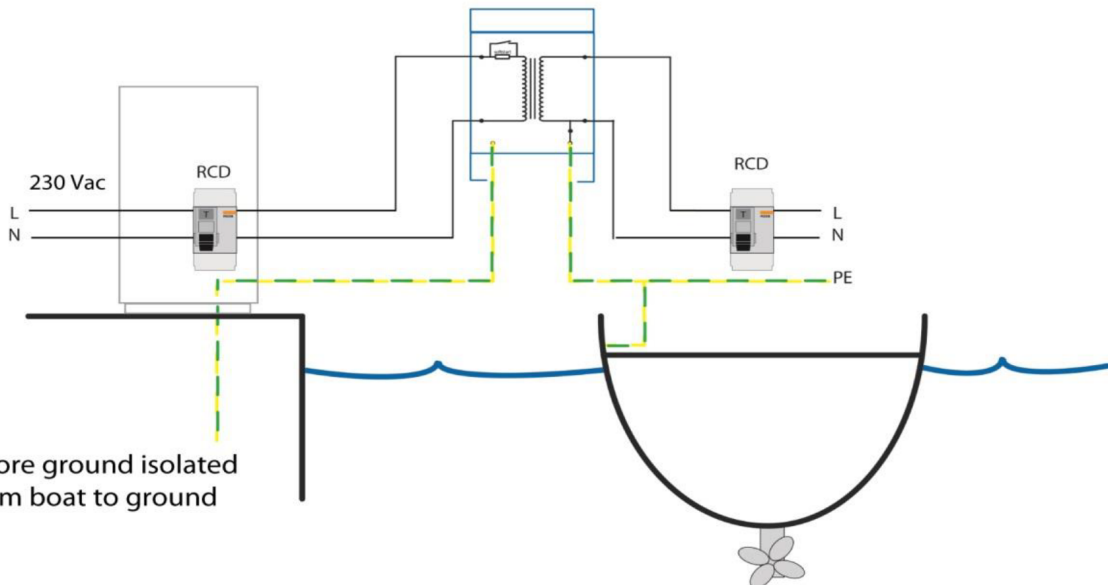 230 Vac
RCD
L
N
RCD
L
N
PE
ore ground isolated
m boat to ground